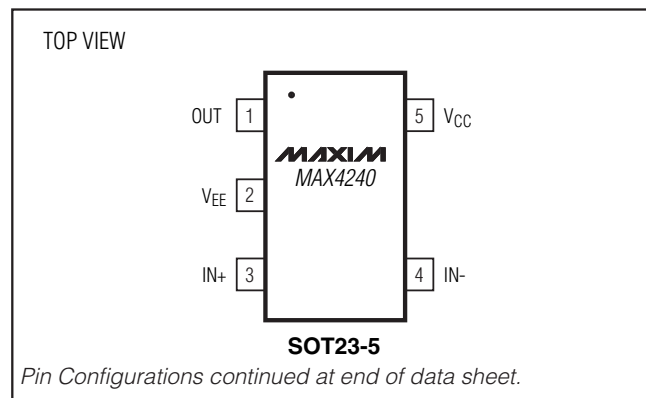 TOP VIEW
OUT 1
5 VCC
MAXIM
MAX4240
VEE 2
IN+ 3
4 IN-
SOT23-5
Pin Configurations continued at end of data sheet.